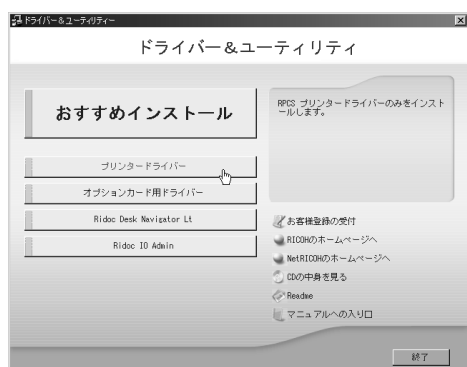 ドライバー&ユーティリティー
ドライバー&ユーティリティ
おすすめインストール
プリンタードライバー
オプションカード用ドライバー
Ridoc Desk Navigator Lt
Ridoc IO Admin
RPCS プリンタードライバーのみをインスト
ールします。
お客様登録の受付
RICOHのホームページへ
NetRICOHのホームページへ
CDの中身を見る
Readme
マニュアルへの入り口
終了